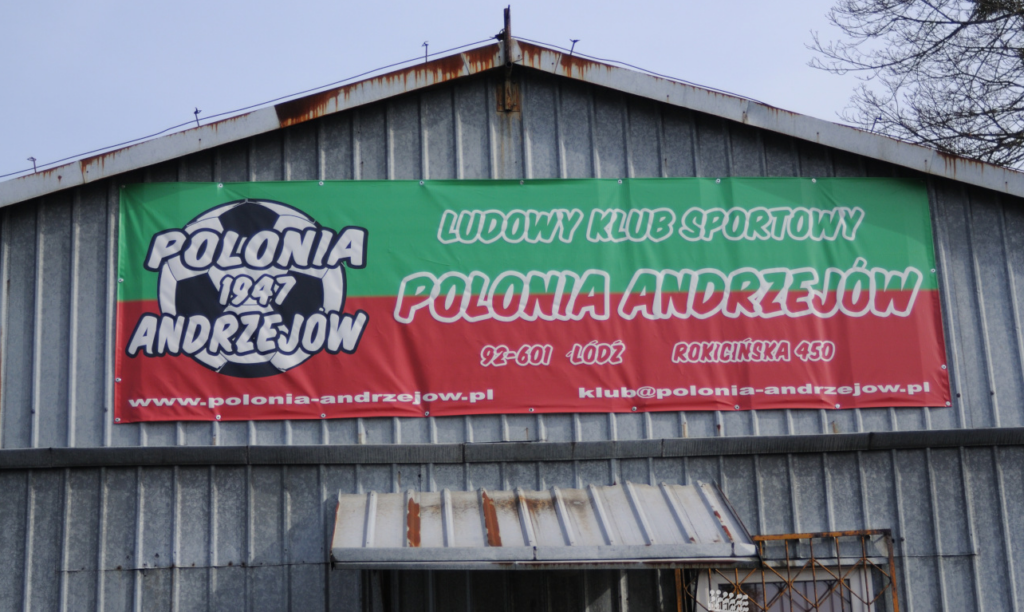 POLONIA
1947
ANDRZEJÓW
LUDOWY KLUB SPORTOWY
POLONIA ANDRZEJÓW
92-601 ŁÓDŹ ROKICIŃSKA 450
www.polonia-andrzejow.pl klub@polonia-andrzejow.pl